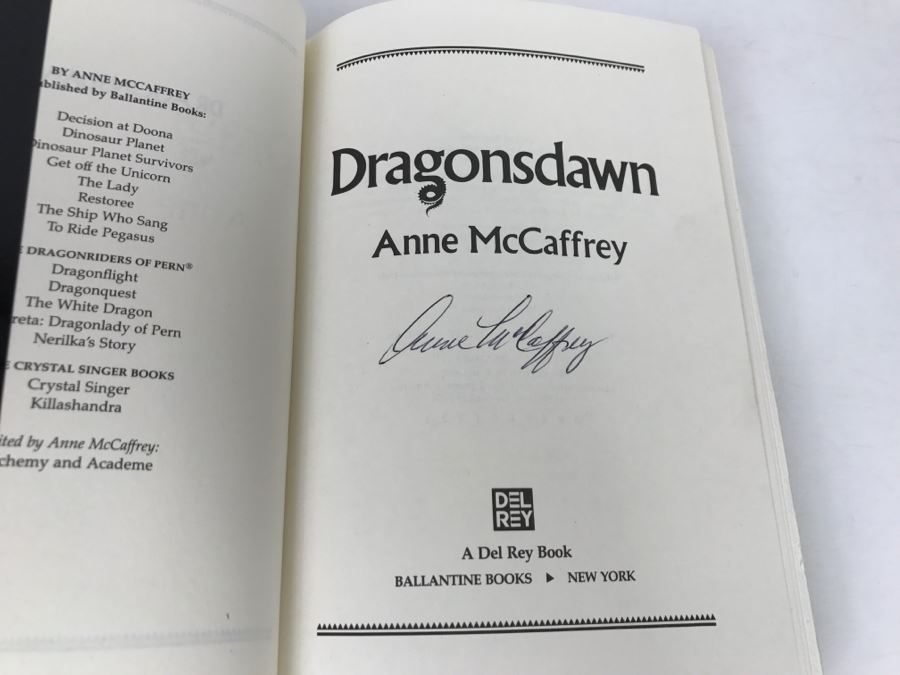 BY ANNE MCCAFFREY
ublished by Ballantine Books:
Decision at Doona
Dinosaur Planet
Dinosaur Planet Survivors
Get off the Unicorn
The Lady
Restoree
The Ship Who Sang
To Ride Pegasus
E DRAGONRIDERS OF PERN®
Dragonflight
Dragonquest
The White Dragon
reta: Dragonlady of Pern
Nerilka's Story
E CRYSTAL SINGER BOOKS
Crystal Singer
Killashandra
ited by Anne McCaffrey:
chemy and Academe
Dragonsdawn
Anne McCaffrey
Anne McCaffrey
DEL
REY
A Del Rey Book
BALLANTINE BOOKS ▶ NEW YORK